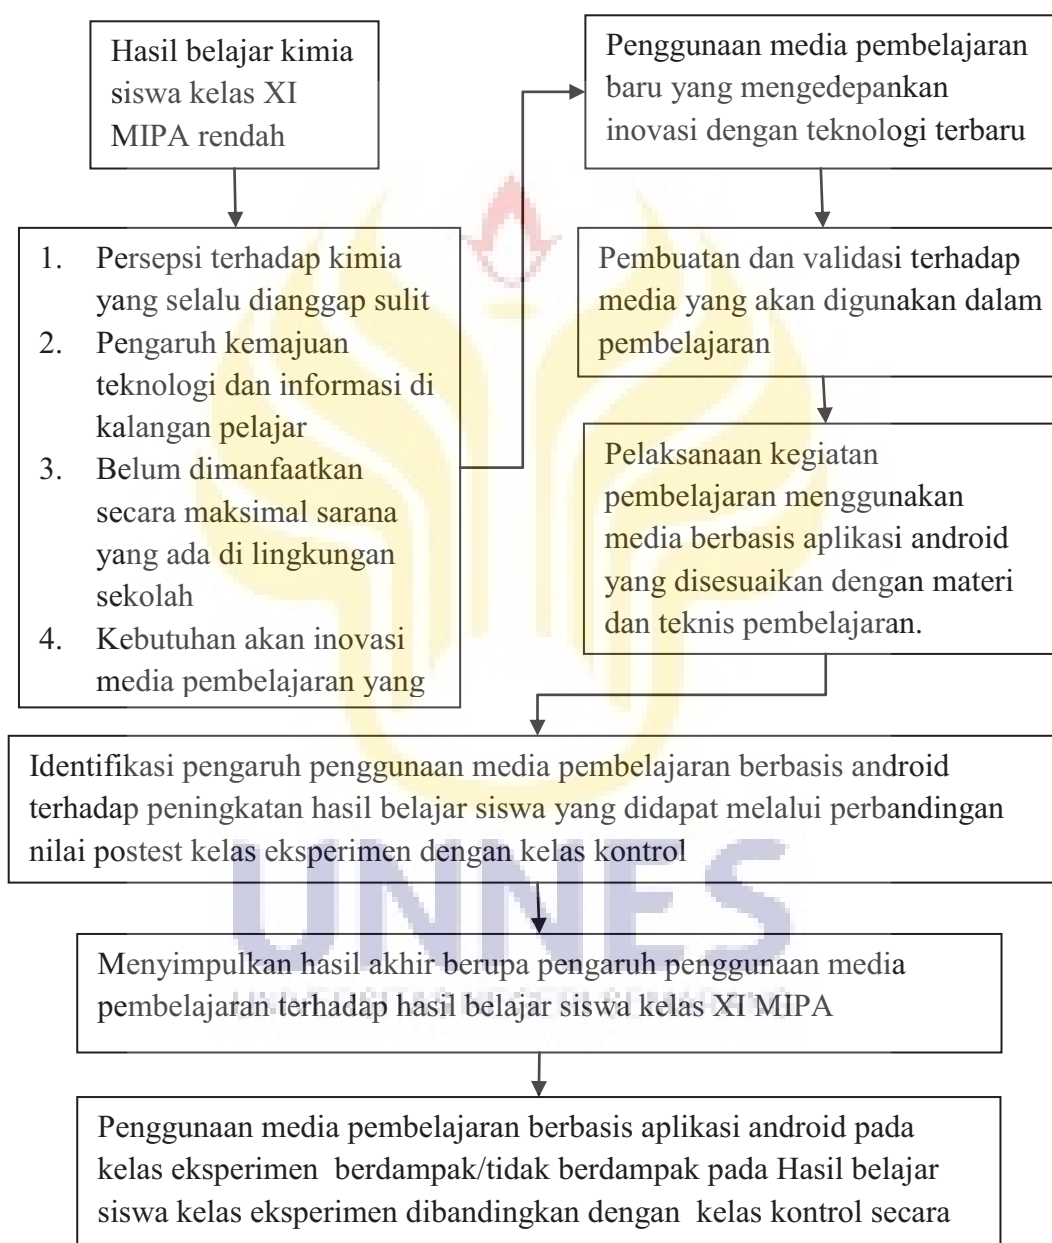 Hasil belajar kimia
siswa kelas XI
MIPA rendah
1. Persepsi terhadap kimia
yang selalu dianggap sulit
2. Pengaruh kemajuan
teknologi dan informasi di
kalangan pelajar
3. Belum dimanfaatkan
secara maksimal sarana
yang ada di lingkungan
sekolah
4. Kebutuhan akan inovasi
media pembelajaran yang
Penggunaan media pembelajaran
baru yang mengedepankan
inovasi dengan teknologi terbaru
Pembuatan dan validasi terhadap
media yang akan digunakan dalam
pembelajaran
Pelaksanaan kegiatan
pembelajaran menggunakan
media berbasis aplikasi android
yang disesuaikan dengan materi
dan teknis pembelajaran.
Identifikasi pengaruh penggunaan media pembelajaran berbasis android
terhadap peningkatan hasil belajar siswa yang didapat melalui perbandingan
nilai postest kelas eksperimen dengan kelas kontrol
UNNES
Menyimpulkan hasil akhir berupa pengaruh penggunaan media
pembelajaran terhadap hasil belajar siswa kelas XI MIPA
Penggunaan media pembelajaran berbasis aplikasi android pada
kelas eksperimen  berdampak/tidak berdampak pada Hasil belajar
siswa kelas eksperimen dibandingkan dengan  kelas kontrol secara